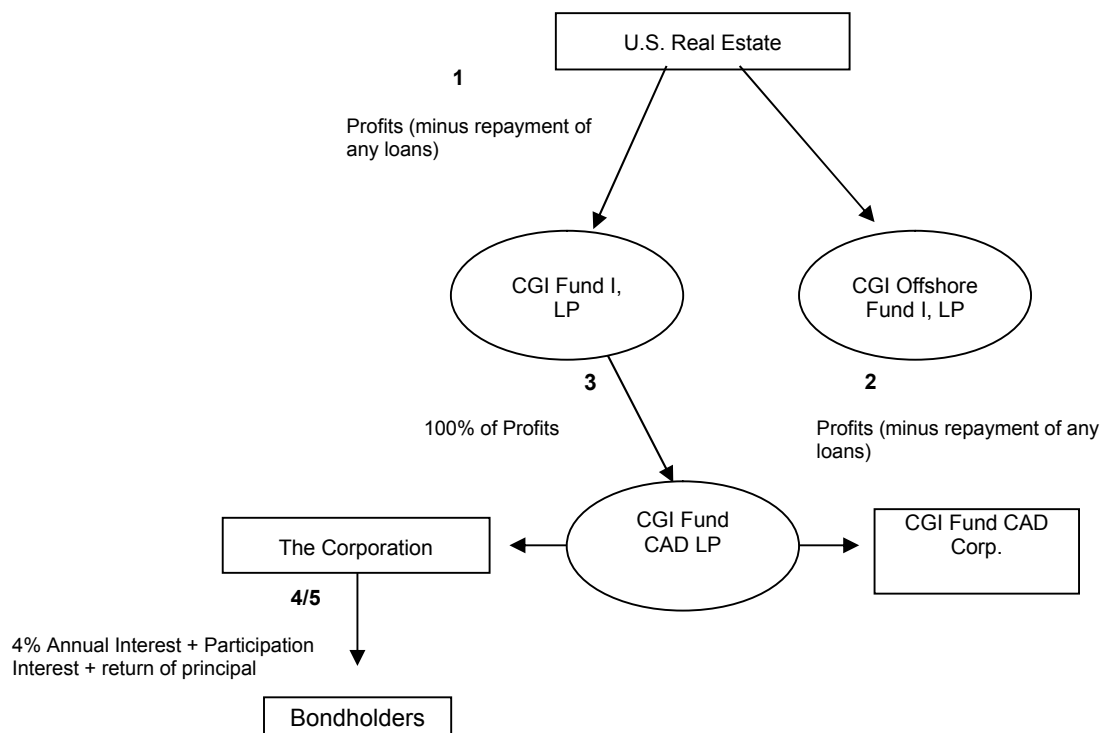 U.S. Real Estate
1
Profits (minus repayment of
any loans)
CGI Fund I,
LP
CGI Offshore
Fund I, LP
3
2
100% of Profits
Profits (minus repayment of any
loans)
CGI Fund
CAD LP
CGI Fund CAD
Corp.
The Corporation
4/5
4% Annual Interest + Participation
Interest + return of principal
Bondholders